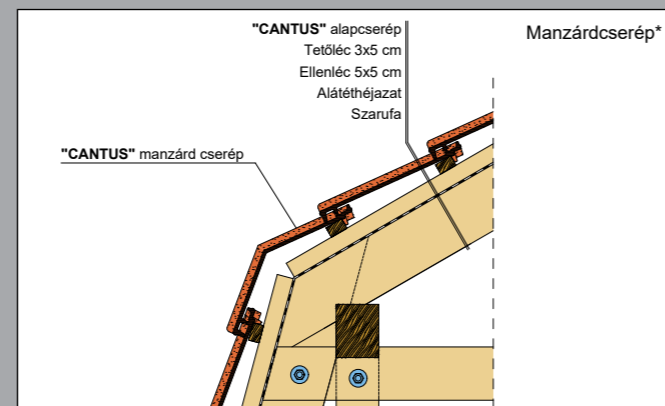 Manzárdcserép*
"CANTUS" alapcserép
Tetőléc 3x5 cm
Ellenléc 5x5 cm
Alátéthéjazat
Szarufa
"CANTUS" manzárd cserép